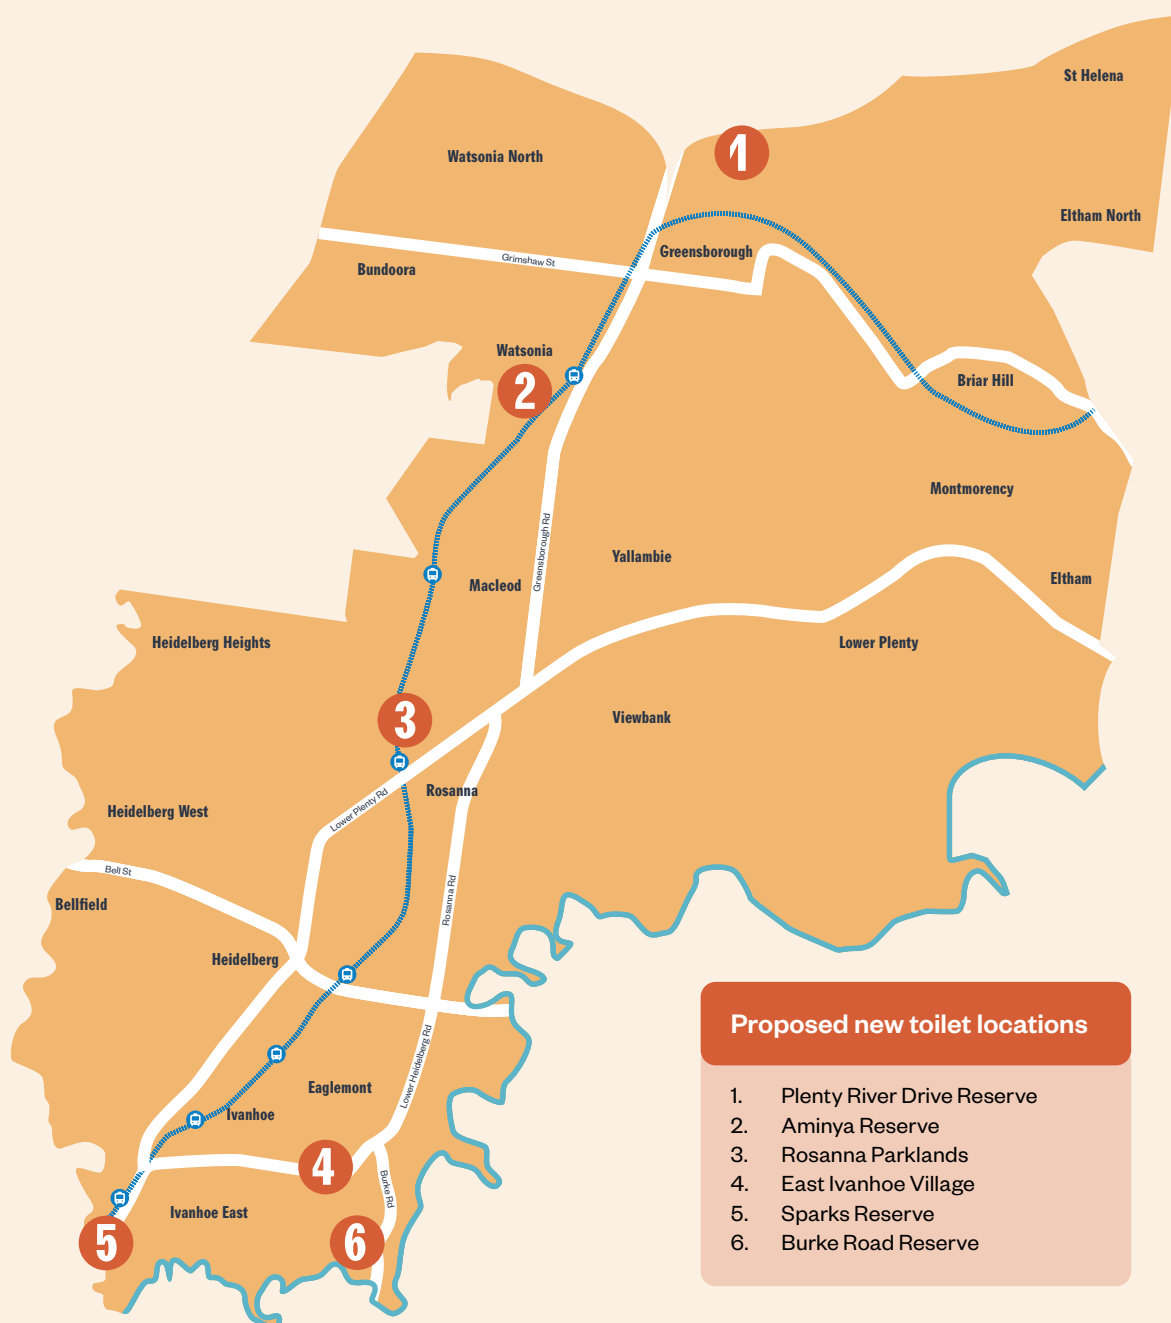 St Helena
Watsonia North
1
Eltham North
Greensborough
Grimshaw St
Bundoora
Watsonia
2
Briar Hill
Montmorency
Greensborough Rd
Yallambie
Macleod
Eltham
Heidelberg Heights
Lower Plenty
3
Viewbank
Rosanna
Lower Plenty Rd
Heidelberg West
Bell St
Rosanna Rd
Bellfield
Heidelberg
Lower Heidelberg Rd
Eaglemont
Ivanhoe
4
Burke Rd
Ivanhoe East
5
6
Proposed new toilet locations
1. Plenty River Drive Reserve
2. Aminya Reserve
3. Rosanna Parklands
4. East Ivanhoe Village
5. Sparks Reserve
6. Burke Road Reserve